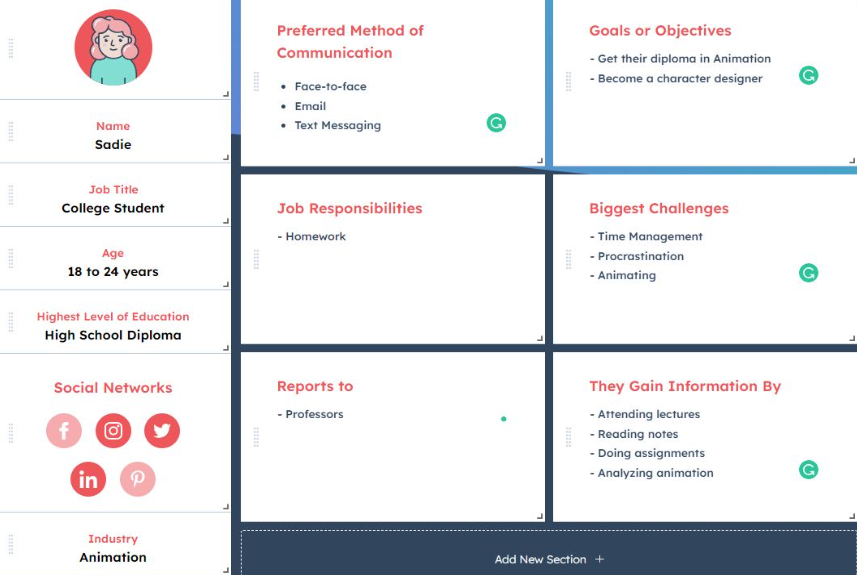 Name
Sadie
Job Title
College Student
Age
18 to 24 years
Highest Level of Education
High School Diploma
Social Networks
f
in
Industry
Animation
Preferred Method of
Communication
• Face-to-face
• Email
• Text Messaging
Goals or Objectives
- Get their diploma in Animation
- Become a character designer
Job Responsibilities
- Homework
Biggest Challenges
- Time Management
- Procrastination
- Animating
Reports to
- Professors
They Gain Information By
- Attending lectures
- Reading notes
- Doing assignments
- Analyzing animation
Add New Section +